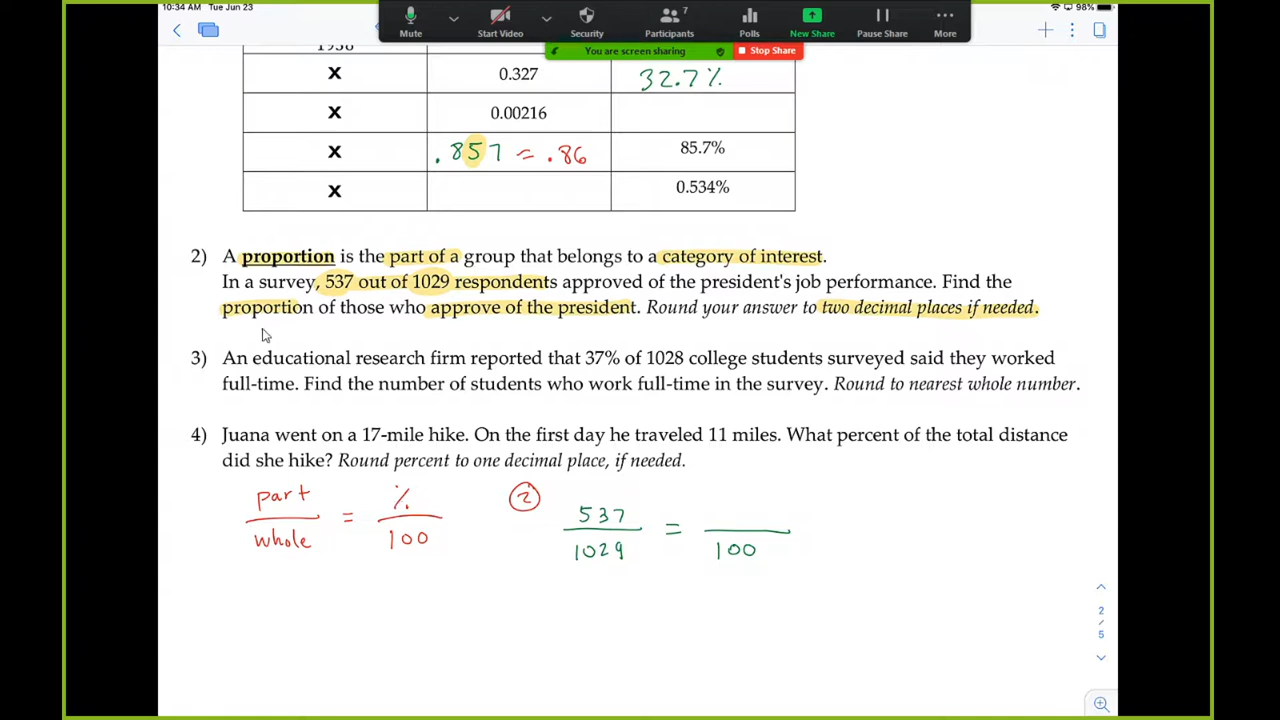 10:34 AM Tue Jun 23
98%
Mute
Start Video
Security
7
Participants
Polls
New Share
Pause Share
More
You are screen sharing
Stop Share
X 0.327 32.7%
X 0.00216
X .857 = .86 85.7%
X 0.534%
2) A proportion is the part of a group that belongs to a category of interest.
In a survey, 537 out of 1029 respondents approved of the president's job performance. Find the
proportion of those who approve of the president. Round your answer to two decimal places if needed.
3) An educational research firm reported that 37% of 1028 college students surveyed said they worked
full-time. Find the number of students who work full-time in the survey. Round to nearest whole number.
4) Juana went on a 17-mile hike. On the first day he traveled 11 miles. What percent of the total distance
did she hike? Round percent to one decimal place, if needed.
part / whole = % / 100
2
537 / 1029 = / 100
2
/
5